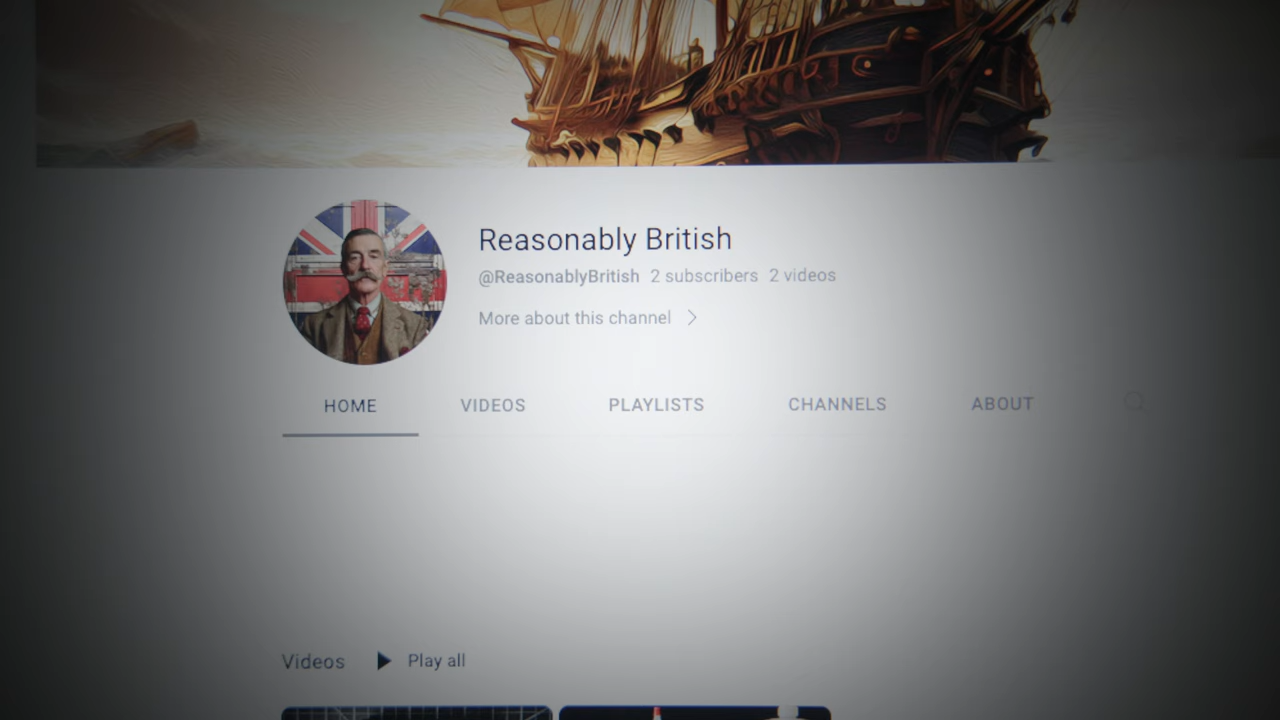 Reasonably British
@ReasonablyBritish 2 subscribers 2 videos
More about this channel
HOME VIDEOS PLAYLISTS CHANNELS ABOUT
Videos Play all